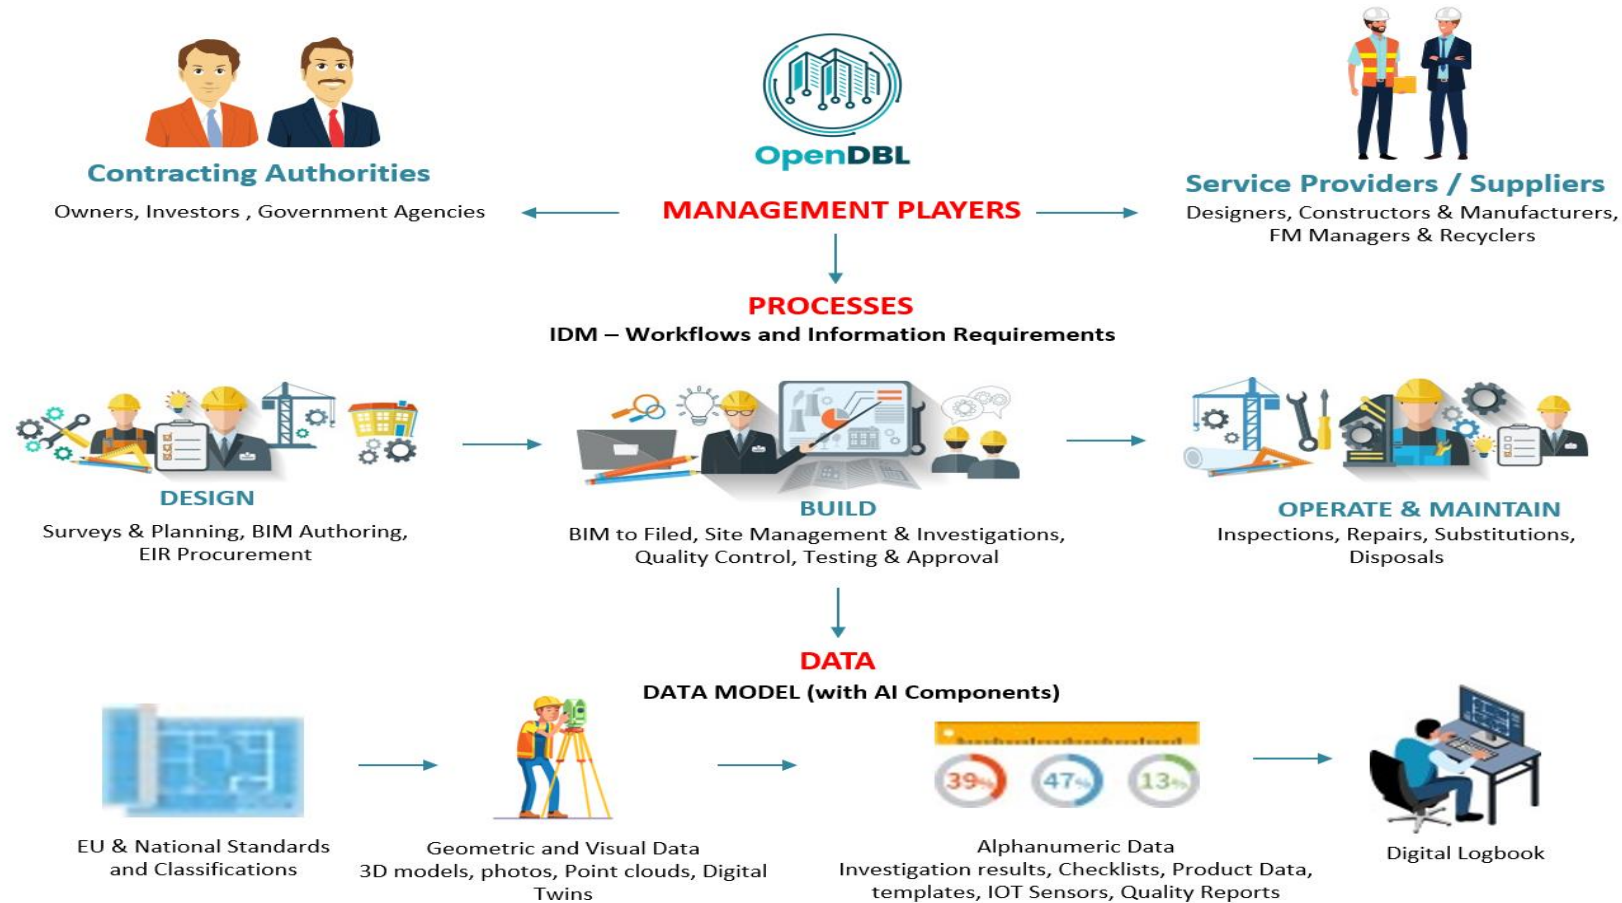 OpenDBL
Contracting Authorities
Owners, Investors , Government Agencies
MANAGEMENT PLAYERS
Service Providers / Suppliers
Designers, Constructors & Manufacturers,
FM Managers & Recyclers
PROCESSES
IDM – Workflows and Information Requirements
DESIGN
Surveys & Planning, BIM Authoring,
EIR Procurement
BUILD
BIM to Filed, Site Management & Investigations,
Quality Control, Testing & Approval
OPERATE & MAINTAIN
Inspections, Repairs, Substitutions,
Disposals
DATA
DATA MODEL (with AI Components)
EU & National Standards
and Classifications
Geometric and Visual Data
3D models, photos, Point clouds, Digital
Twins
39%
47%
13%
Alphanumeric Data
Investigation results, Checklists, Product Data,
templates, IOT Sensors, Quality Reports
Digital Logbook